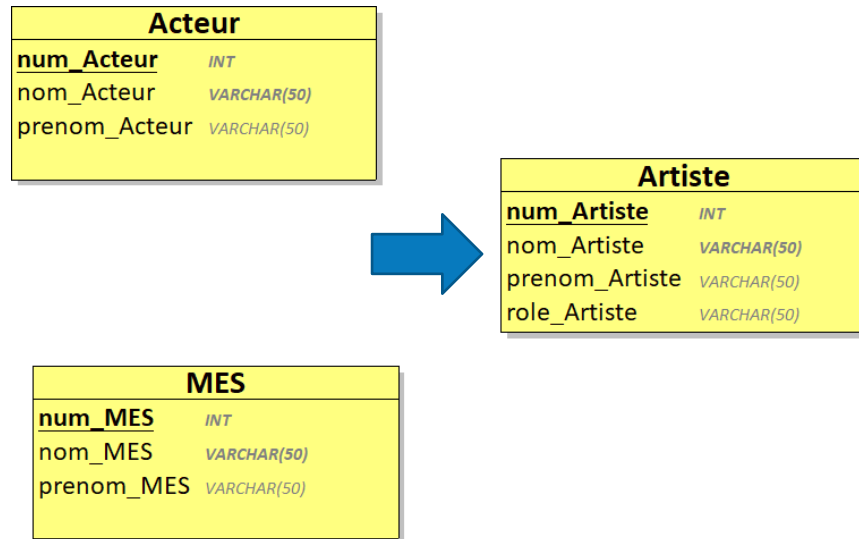 Acteur
num_Acteur INT
nom_Acteur VARCHAR(50)
prenom_Acteur VARCHAR(50)
Artiste
num_Artiste INT
nom_Artiste VARCHAR(50)
prenom_Artiste VARCHAR(50)
role_Artiste VARCHAR(50)
MES
num_MES INT
nom_MES VARCHAR(50)
prenom_MES VARCHAR(50)